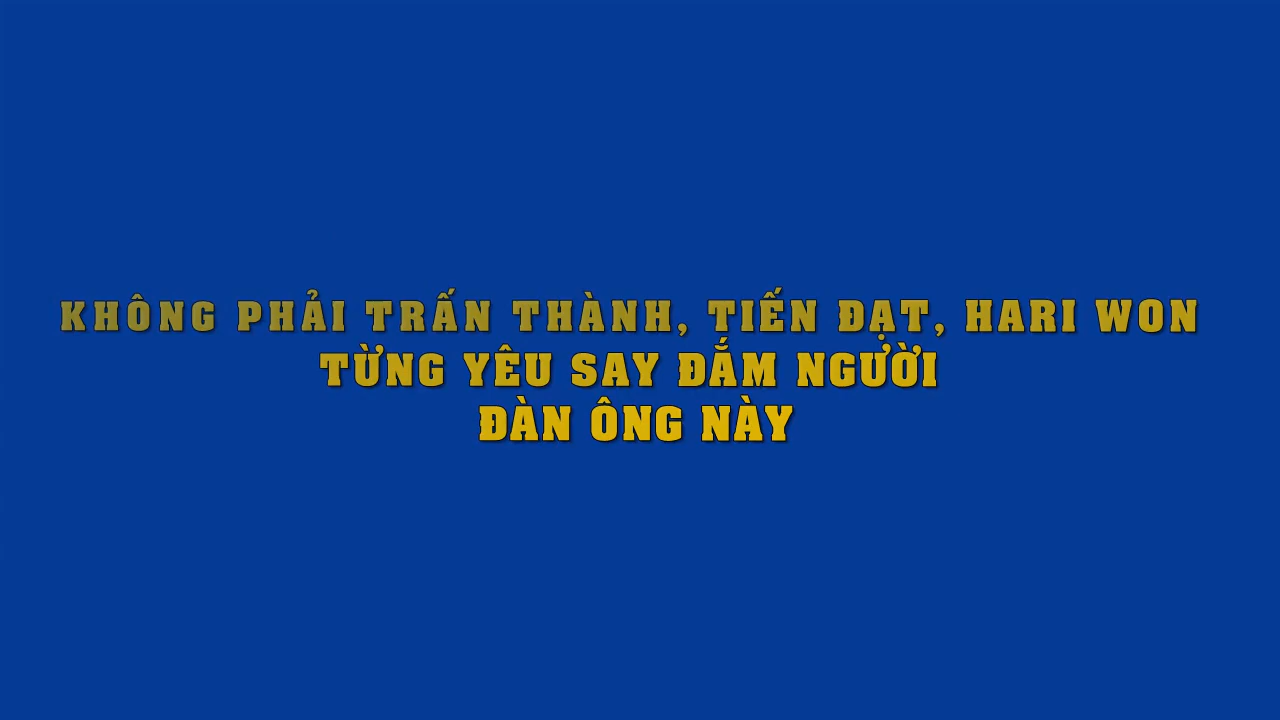 KHÔNG PHẢI TRẤN THÀNH, TIẾN ĐẠT, HARI WON
TỪNG YÊU SAY ĐẮM NGƯỜI
ĐÀN ÔNG NÀY